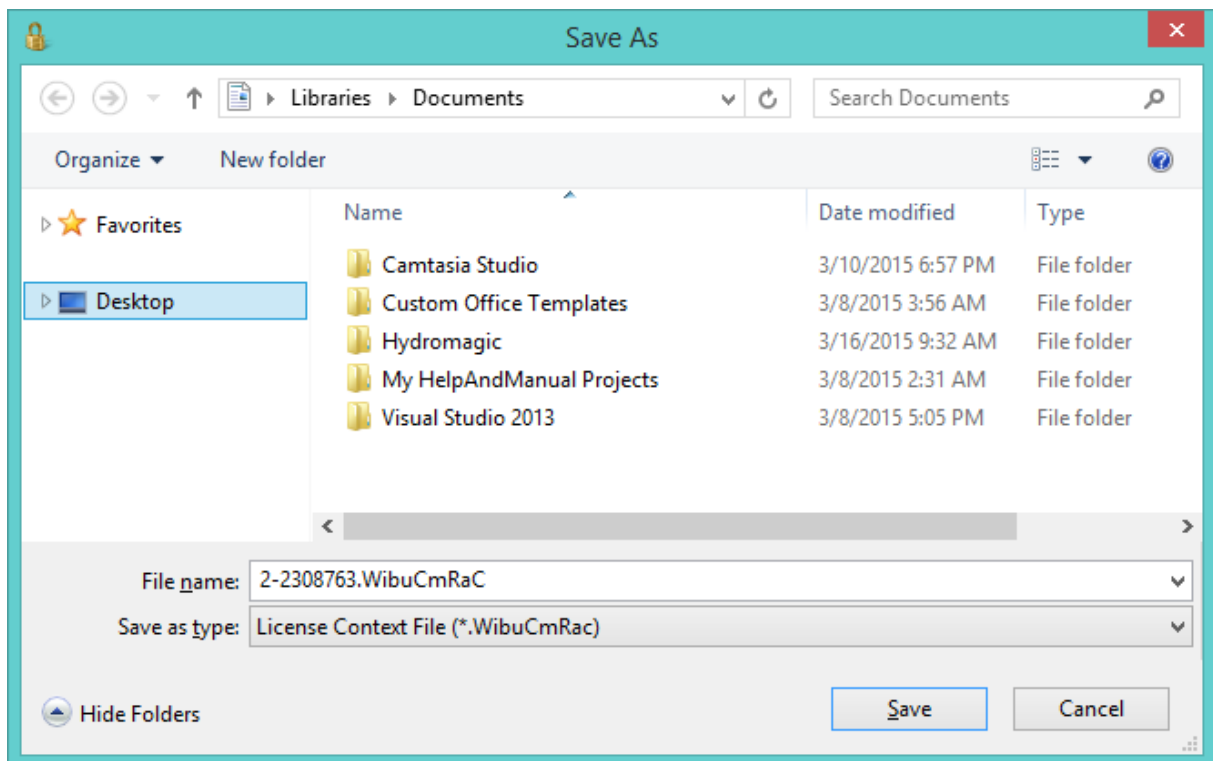 Save As
Libraries Documents Search Documents
Organize New folder
Favorites
Desktop
Name Date modified Type
Camtasia Studio 3/10/2015 6:57 PM File folder
Custom Office Templates 3/8/2015 3:56 AM File folder
Hydromagic 3/16/2015 9:32 AM File folder
My HelpAndManual Projects 3/8/2015 2:31 AM File folder
Visual Studio 2013 3/8/2015 5:05 PM File folder
File name: 2-2308763.WibuCmRaC
Save as type: License Context File (*.WibuCmRac)
Hide Folders Save Cancel